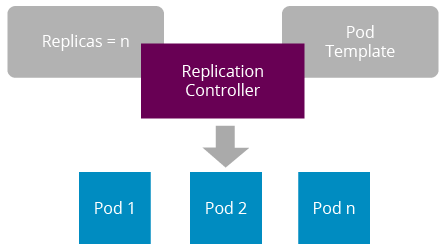 Replicas = n
Pod
Template
Replication
Controller
Pod 1
Pod 2
Pod n